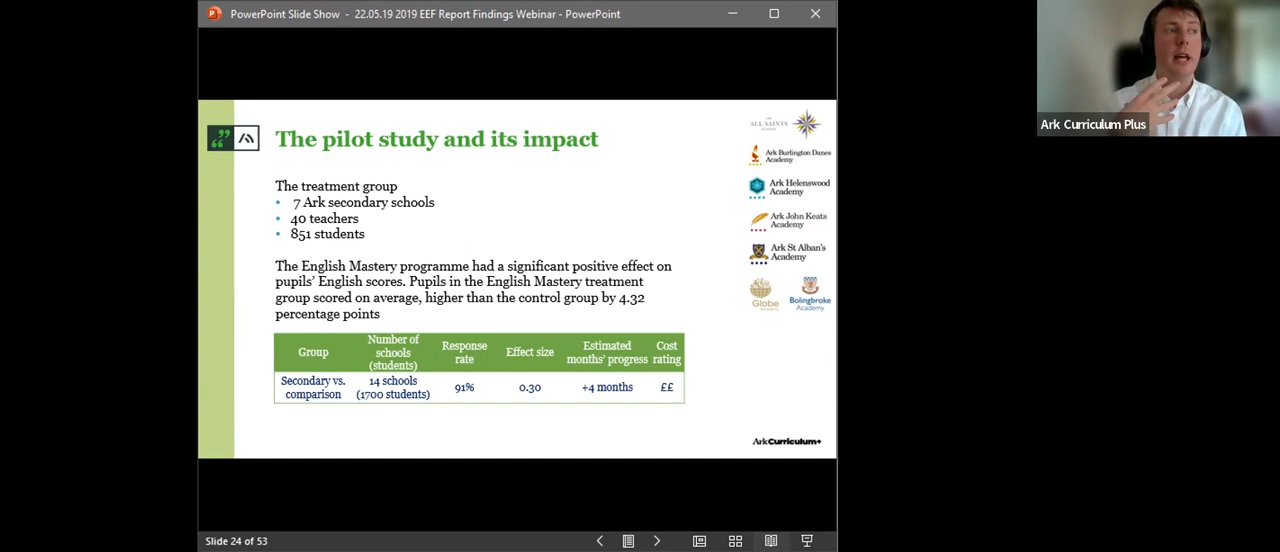 PowerPoint Slide Show - 22.05.19 2019 EEF Report Findings Webinar - PowerPoint
Ark Curriculum Plus
The pilot study and its impact
The treatment group
• 7 Ark secondary schools
• 40 teachers
• 851 students
The English Mastery programme had a significant positive effect on
pupils' English scores. Pupils in the English Mastery treatment
group scored on average, higher than the control group by 4.32
percentage points
Group
Number of
schools
(students)
Response
rate
Effect size
Estimated
months' progress
Cost
rating
Secondary vs.
comparison
14 schools
(1700 students)
91%
0.30
+4 months
££
ALL SAINTS
Ark Burlington Danes
Academy
Ark Helenswood
Academy
Ark John Keats
Academy
Ark St Alban's
Academy
Globe
Academy
Bolingbroke
Academy
ArkCurriculum+
Slide 24 of 53